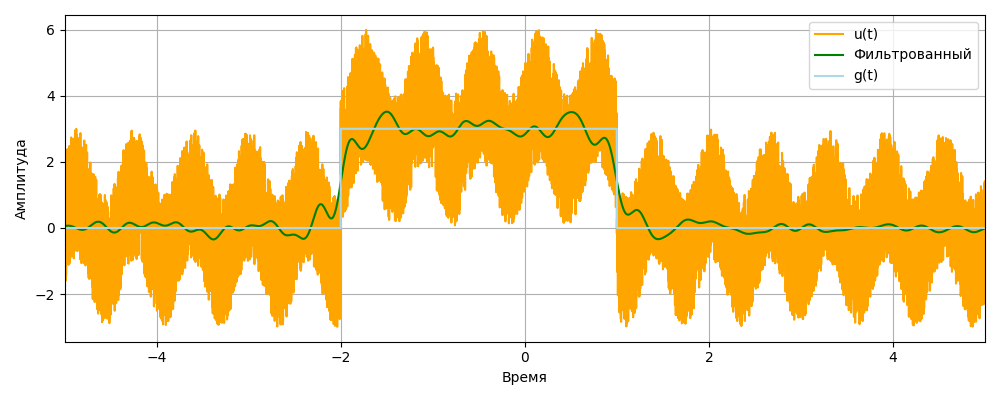 6
4
2
0
−2
−4
−2
0
2
4
Амплитуда
Время
u(t)
Фильтрованный
g(t)